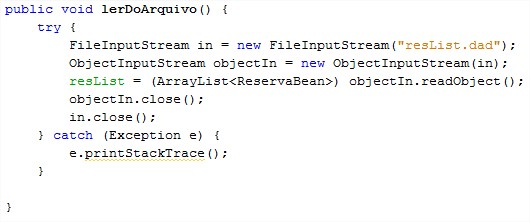 public void lerDoArquivo() {
    try {
        FileInputStream in = new FileInputStream("resList.dad");
        ObjectInputStream objectIn = new ObjectInputStream(in);
        resList = (ArrayList<ReservaBean>) objectIn.readObject();
        objectIn.close();
        in.close();
    } catch (Exception e) {
        e.printStackTrace();
    }
}